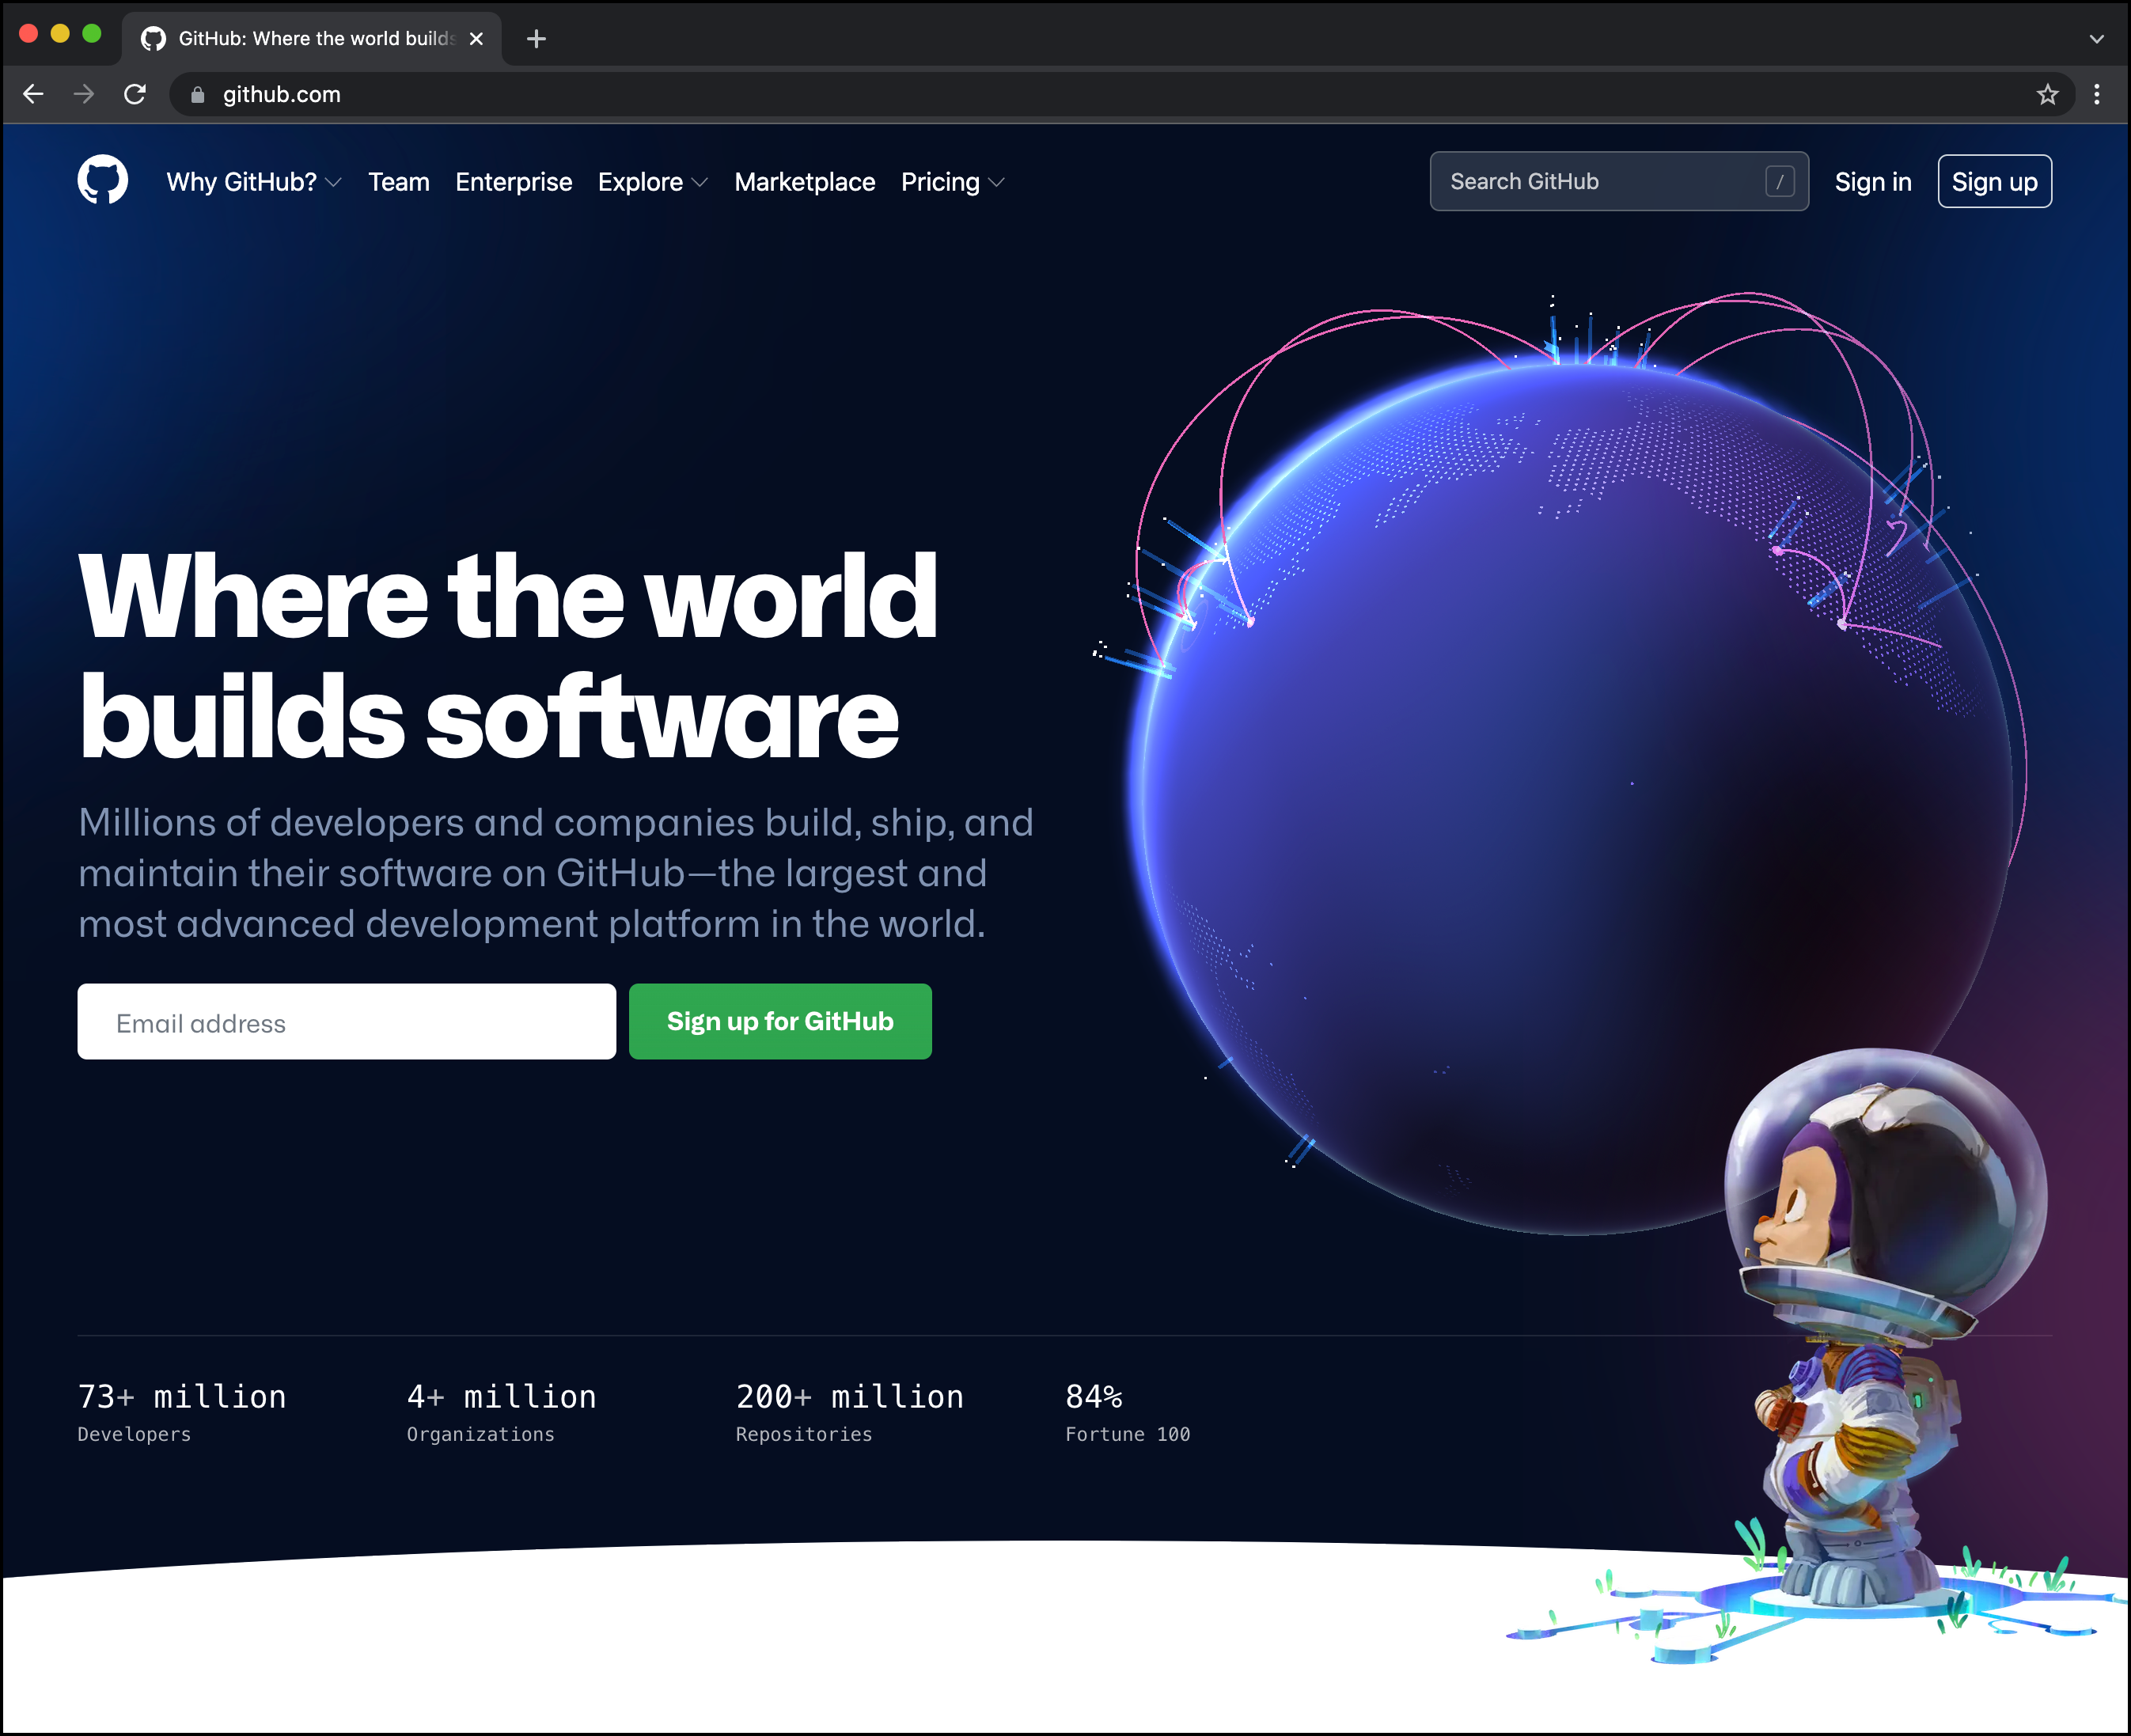 GitHub: Where the world builds
github.com
Why GitHub? Team Enterprise Explore Marketplace Pricing
Search GitHub /
Sign in
Sign up
Where the world
builds software
Millions of developers and companies build, ship, and
maintain their software on GitHub—the largest and
most advanced development platform in the world.
Email address
Sign up for GitHub
73+ million
Developers
4+ million
Organizations
200+ million
Repositories
84%
Fortune 100